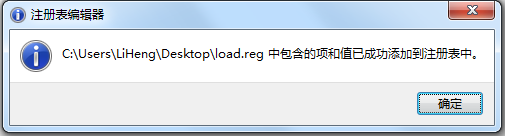 注册表编辑器
C:\Users\LiHeng\Desktop\load.reg 中包含的项和值已成功添加到注册表中。
确定